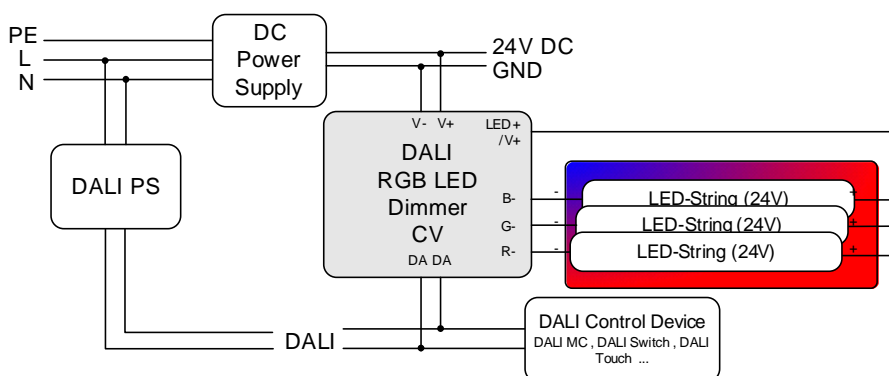 PE
L
N
DC
Power
Supply
24V DC
GND
V- V+ LED+
/V+
DALI
RGB LED
Dimmer
CV
B-
G-
R-
DA DA
DALI PS
- LED-String (24V) +
- LED-String (24V) +
- LED-String (24V) +
DALI
DALI Control Device
DALI MC , DALI Switch , DALI
Touch ...